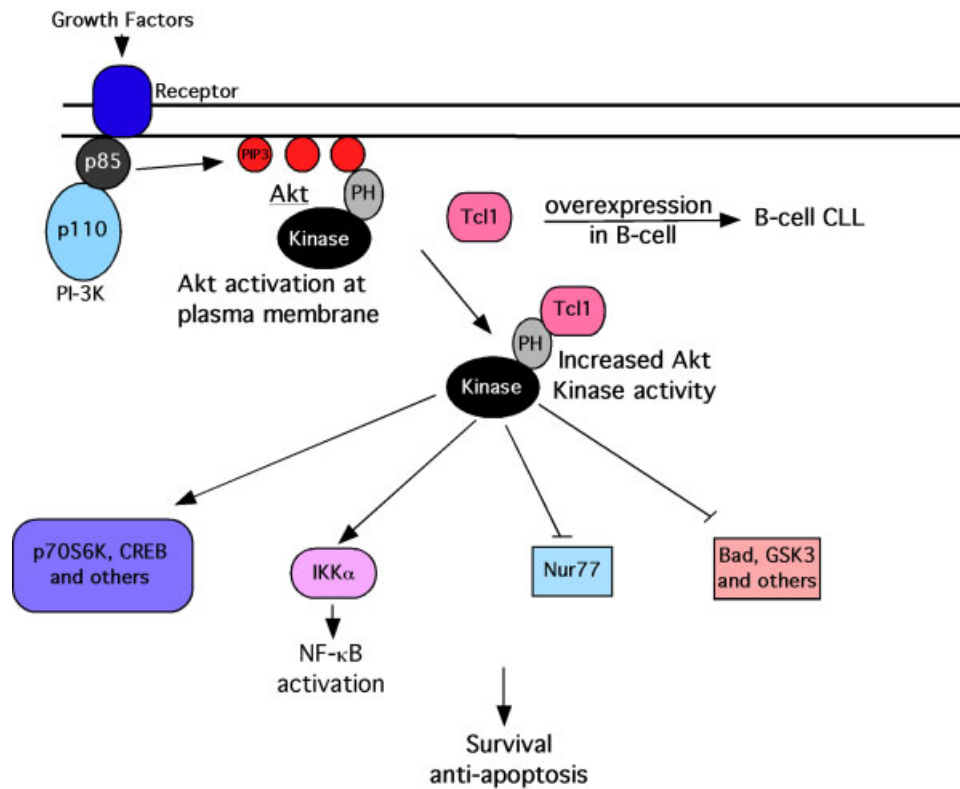 Growth Factors
Receptor
p85
PIP3
p110
PI-3K
Akt
PH
Kinase
Akt activation at
plasma membrane
Tcl1
overexpression
in B-cell
B-cell CLL
Tcl1
PH
Kinase
Increased Akt
Kinase activity
p70S6K, CREB
and others
IKKα
NF-κB
activation
Nur77
Bad, GSK3
and others
Survival
anti-apoptosis